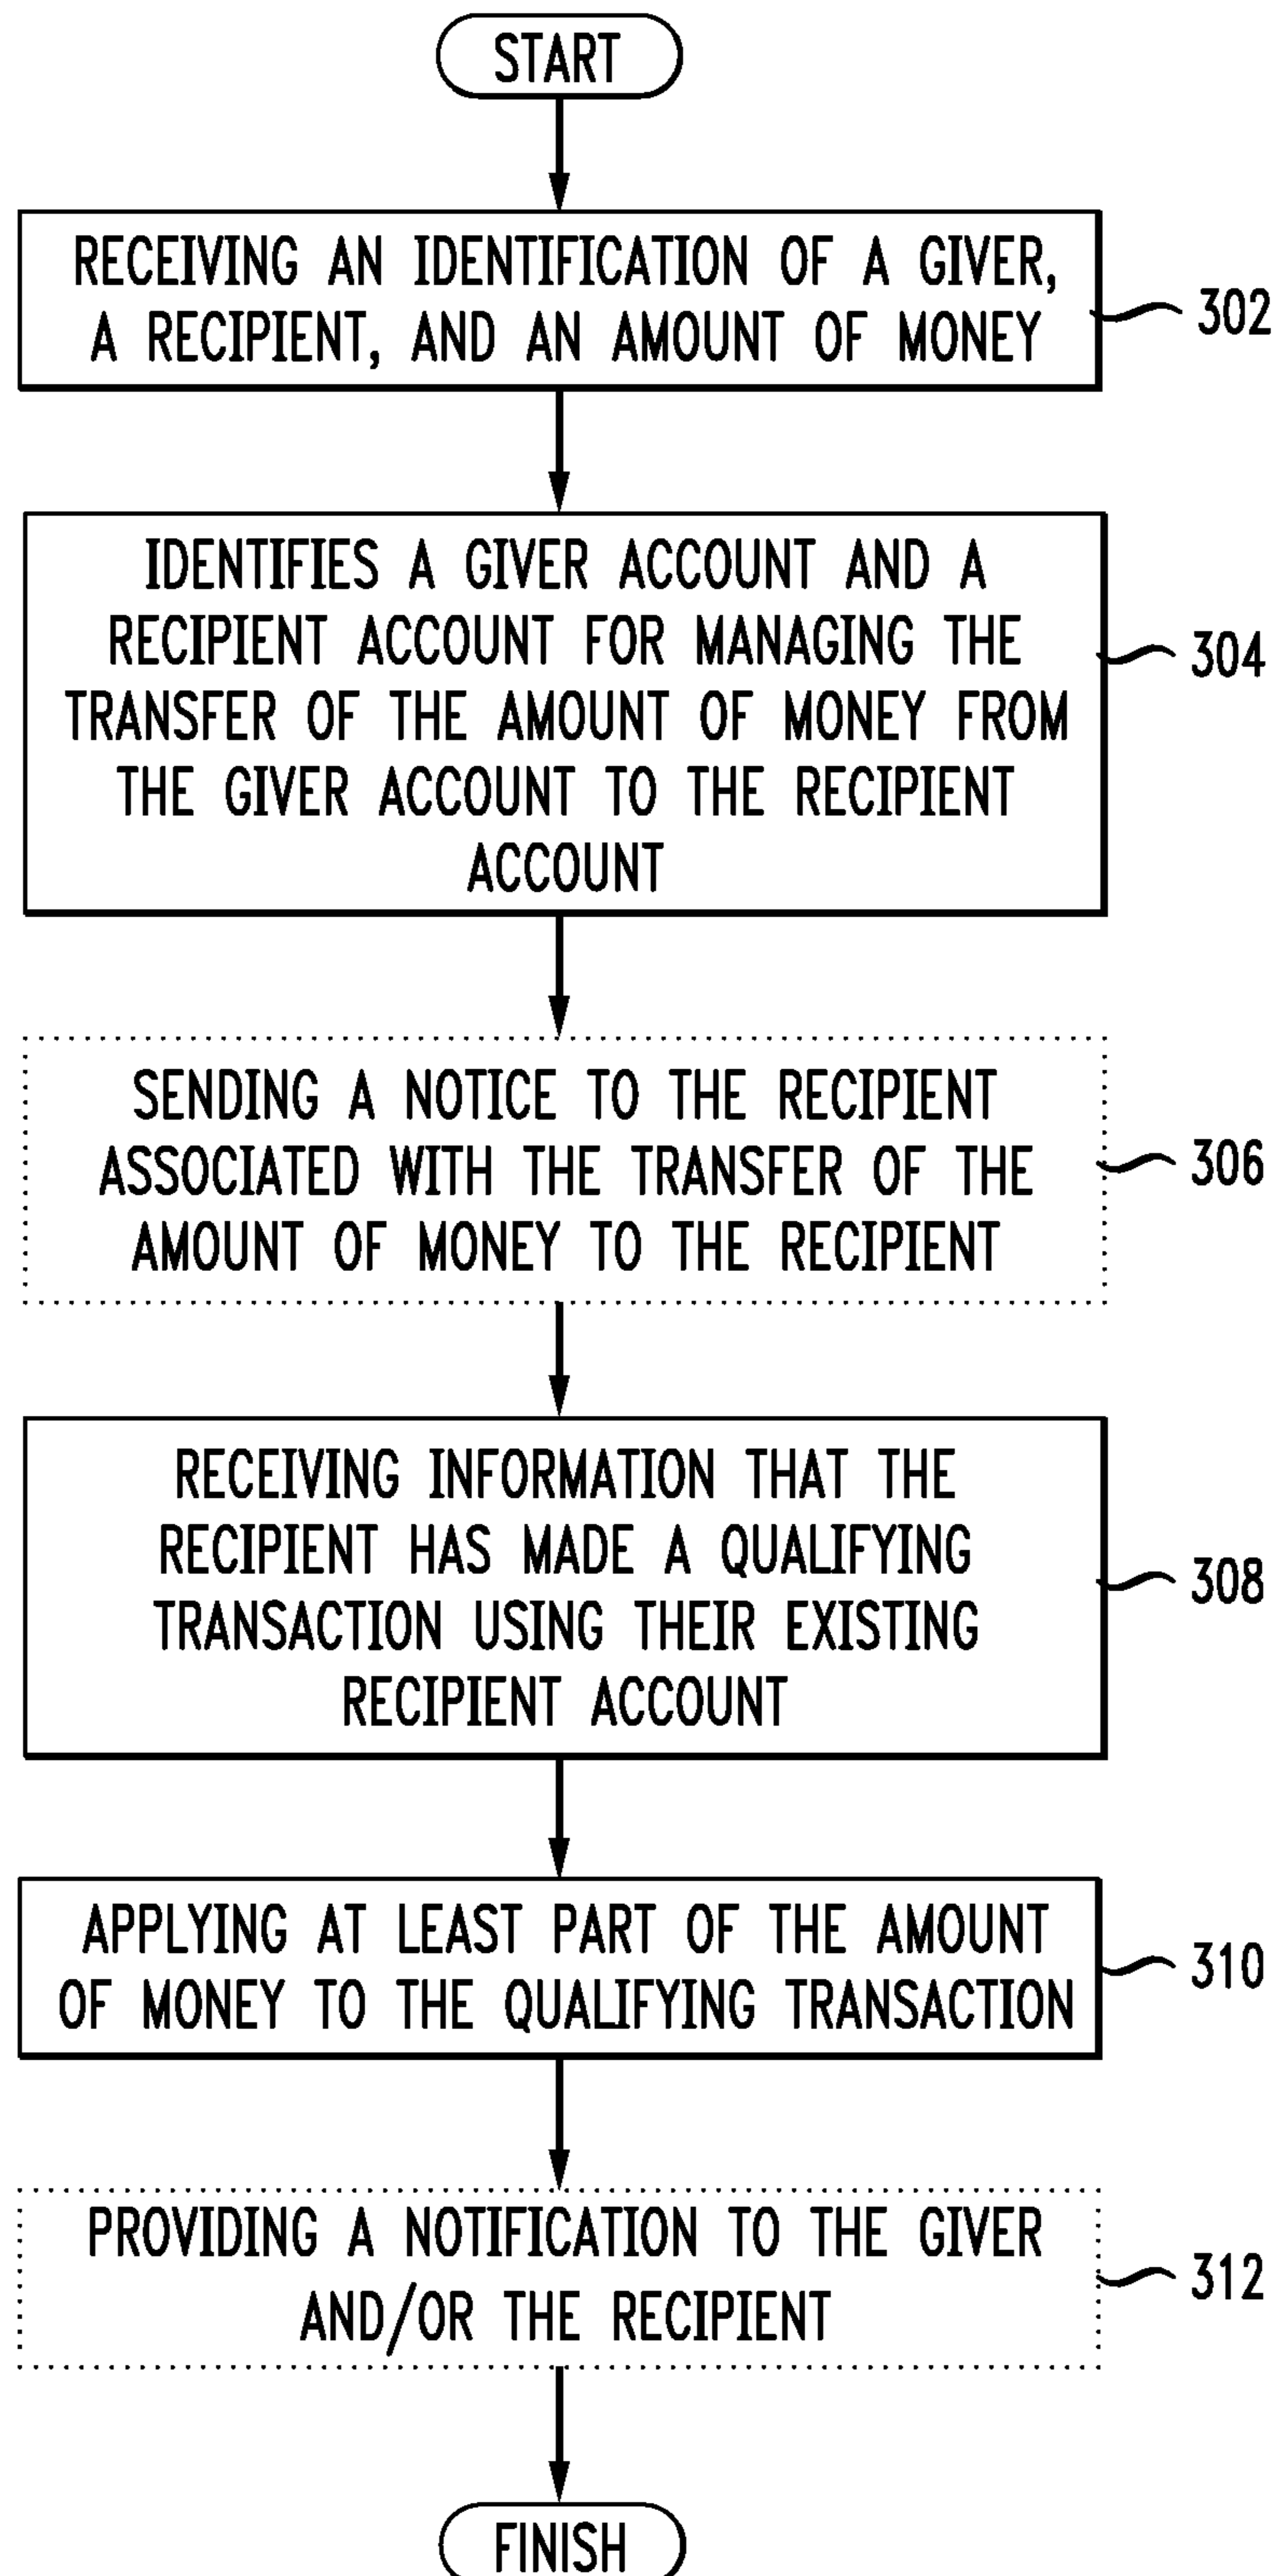 START
RECEIVING AN IDENTIFICATION OF A GIVER,
A RECIPIENT, AND AN AMOUNT OF MONEY
302
IDENTIFIES A GIVER ACCOUNT AND A
RECIPIENT ACCOUNT FOR MANAGING THE
TRANSFER OF THE AMOUNT OF MONEY FROM
THE GIVER ACCOUNT TO THE RECIPIENT
ACCOUNT
304
SENDING A NOTICE TO THE RECIPIENT
ASSOCIATED WITH THE TRANSFER OF THE
AMOUNT OF MONEY TO THE RECIPIENT
306
RECEIVING INFORMATION THAT THE
RECIPIENT HAS MADE A QUALIFYING
TRANSACTION USING THEIR EXISTING
RECIPIENT ACCOUNT
308
APPLYING AT LEAST PART OF THE AMOUNT
OF MONEY TO THE QUALIFYING TRANSACTION
310
PROVIDING A NOTIFICATION TO THE GIVER
AND/OR THE RECIPIENT
312
FINISH